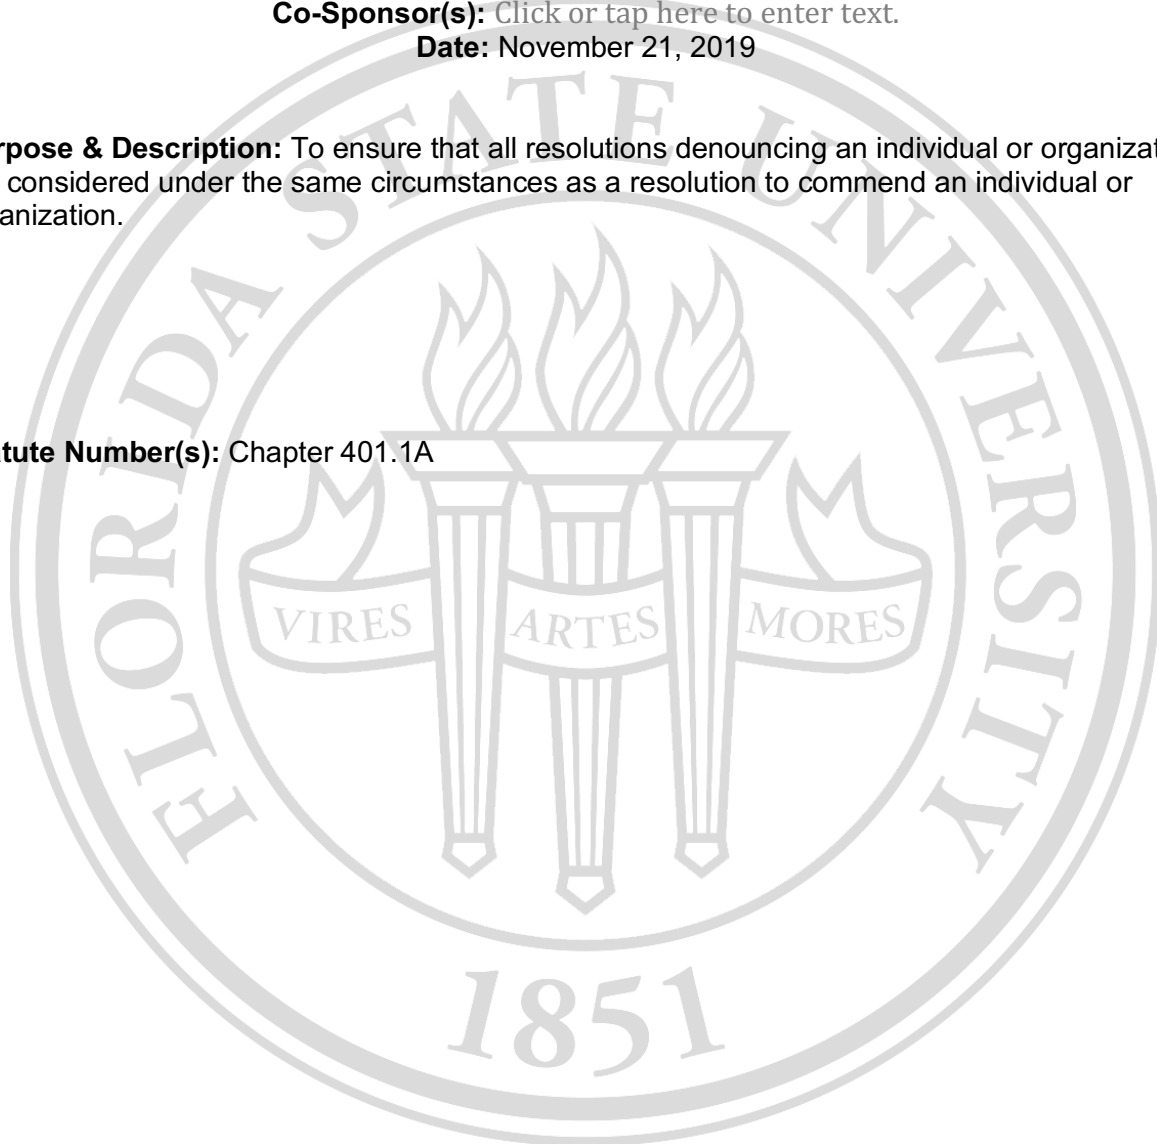 Co-Sponsor(s): Click or tap here to enter text.
Date: November 21, 2019
rpose & Description: To ensure that all resolutions denouncing an individual or organizat
considered under the same circumstances as a resolution to commend an individual or
anization.
tute Number(s): Chapter 401.1A
FLORIDA STATE UNIVERSITY
VIRES ARTES MORES
1851